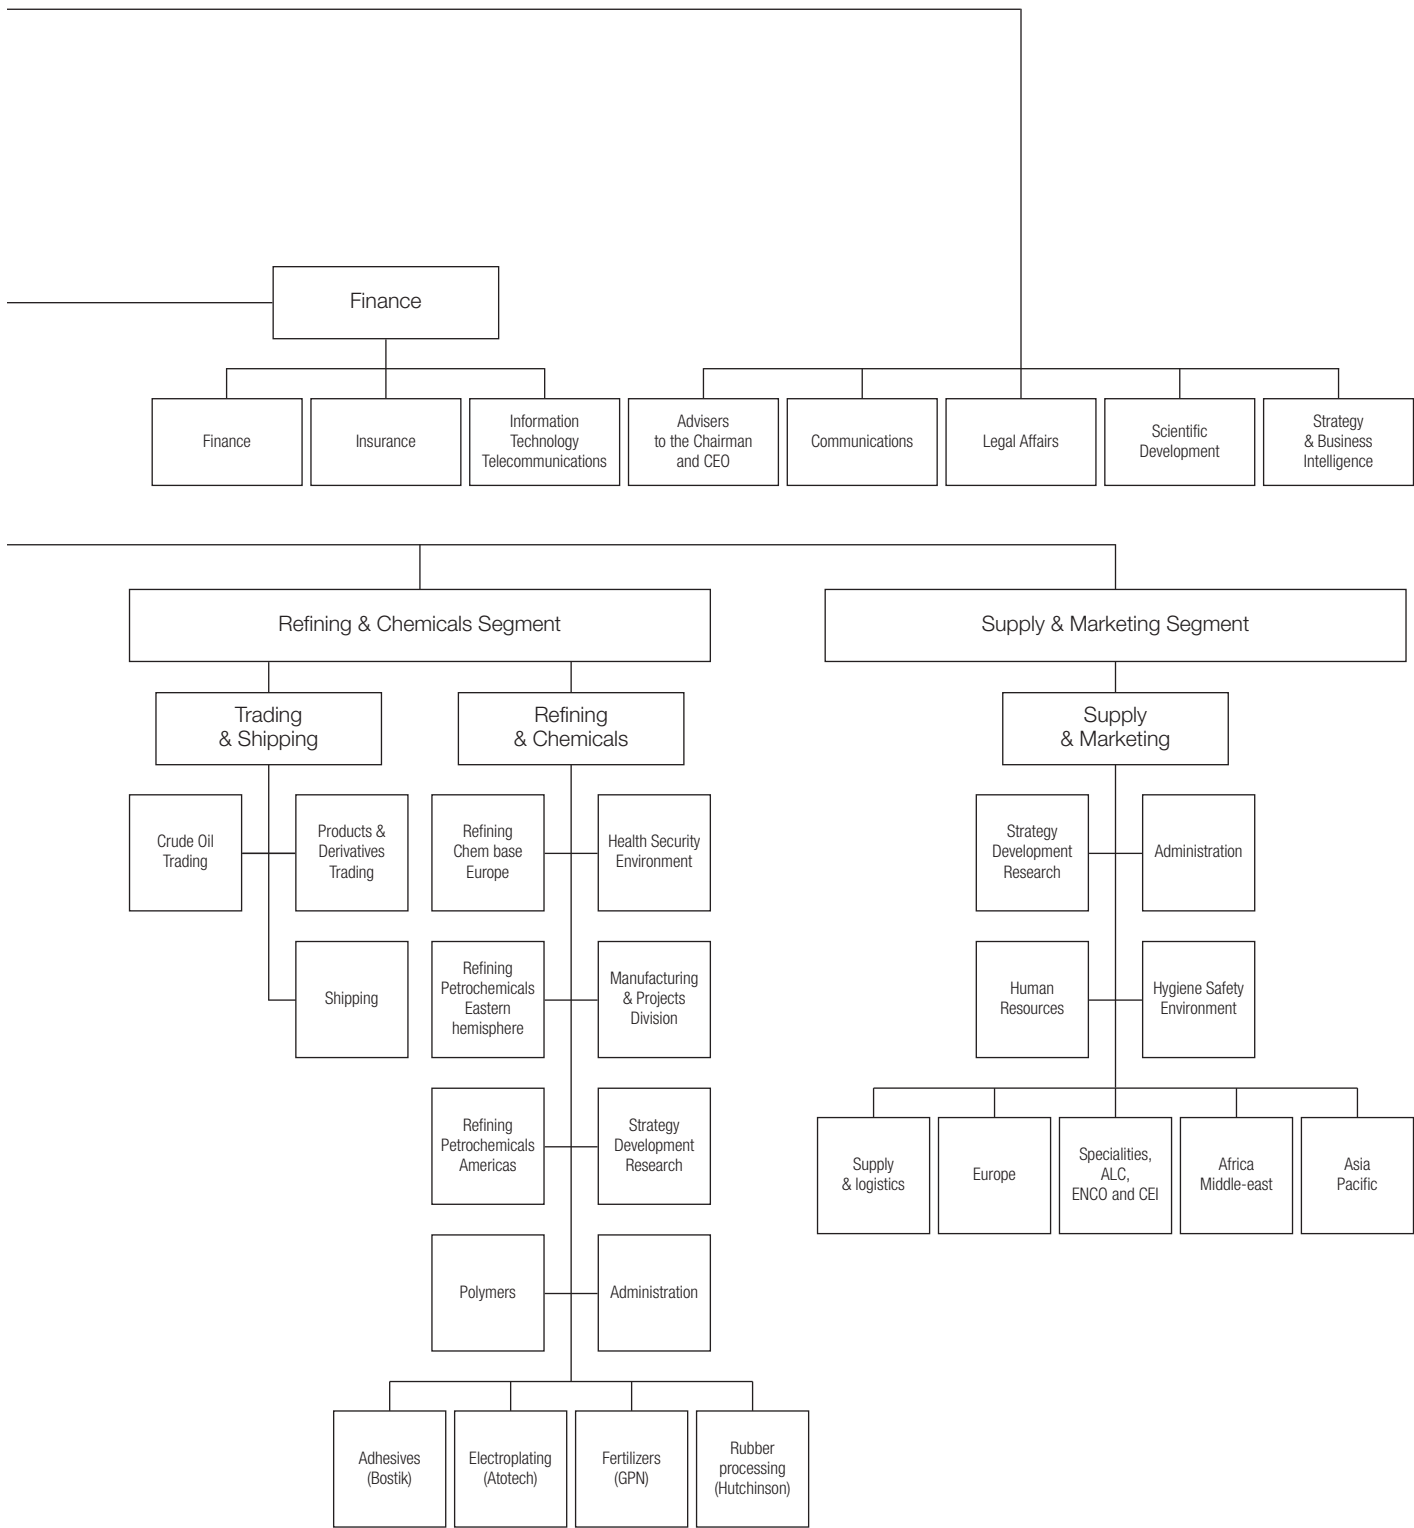 Finance
Finance
Insurance
Information
Technology
Telecommunications
Advisers
to the Chairman
and CEO
Communications
Legal Affairs
Scientific
Development
Strategy
& Business
Intelligence
Refining & Chemicals Segment
Supply & Marketing Segment
Trading
& Shipping
Refining
& Chemicals
Supply
& Marketing
Crude Oil
Trading
Products &
Derivatives
Trading
Refining
Chem base
Europe
Health Security
Environment
Strategy
Development
Research
Administration
Shipping
Refining
Petrochemicals
Eastern
hemisphere
Manufacturing
& Projects
Division
Human
Resources
Hygiene Safety
Environment
Refining
Petrochemicals
Americas
Strategy
Development
Research
Supply
& logistics
Europe
Specialities,
ALC,
ENCO and CEI
Africa
Middle-east
Asia
Pacific
Polymers
Administration
Adhesives
(Bostik)
Electroplating
(Atotech)
Fertilizers
(GPN)
Rubber
processing
(Hutchinson)